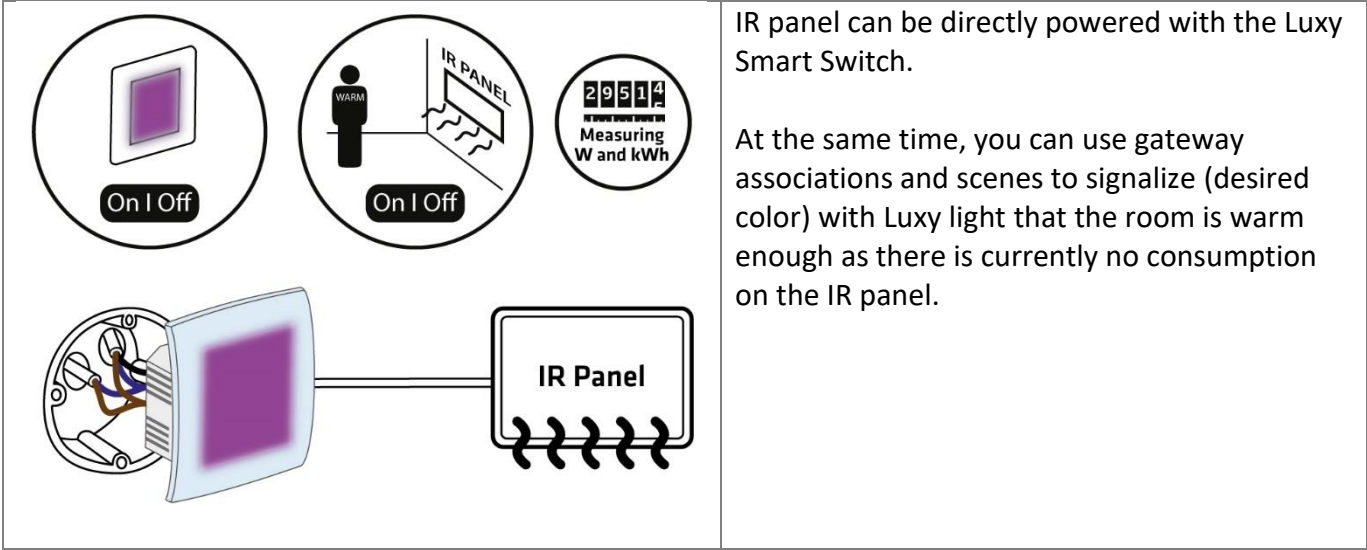 IR PANEL
WARM
On I Off
On I Off
29514
Measuring
W and kWh
IR Panel
IR panel can be directly powered with the Luxy
Smart Switch.
At the same time, you can use gateway
associations and scenes to signalize (desired
color) with Luxy light that the room is warm
enough as there is currently no consumption
on the IR panel.